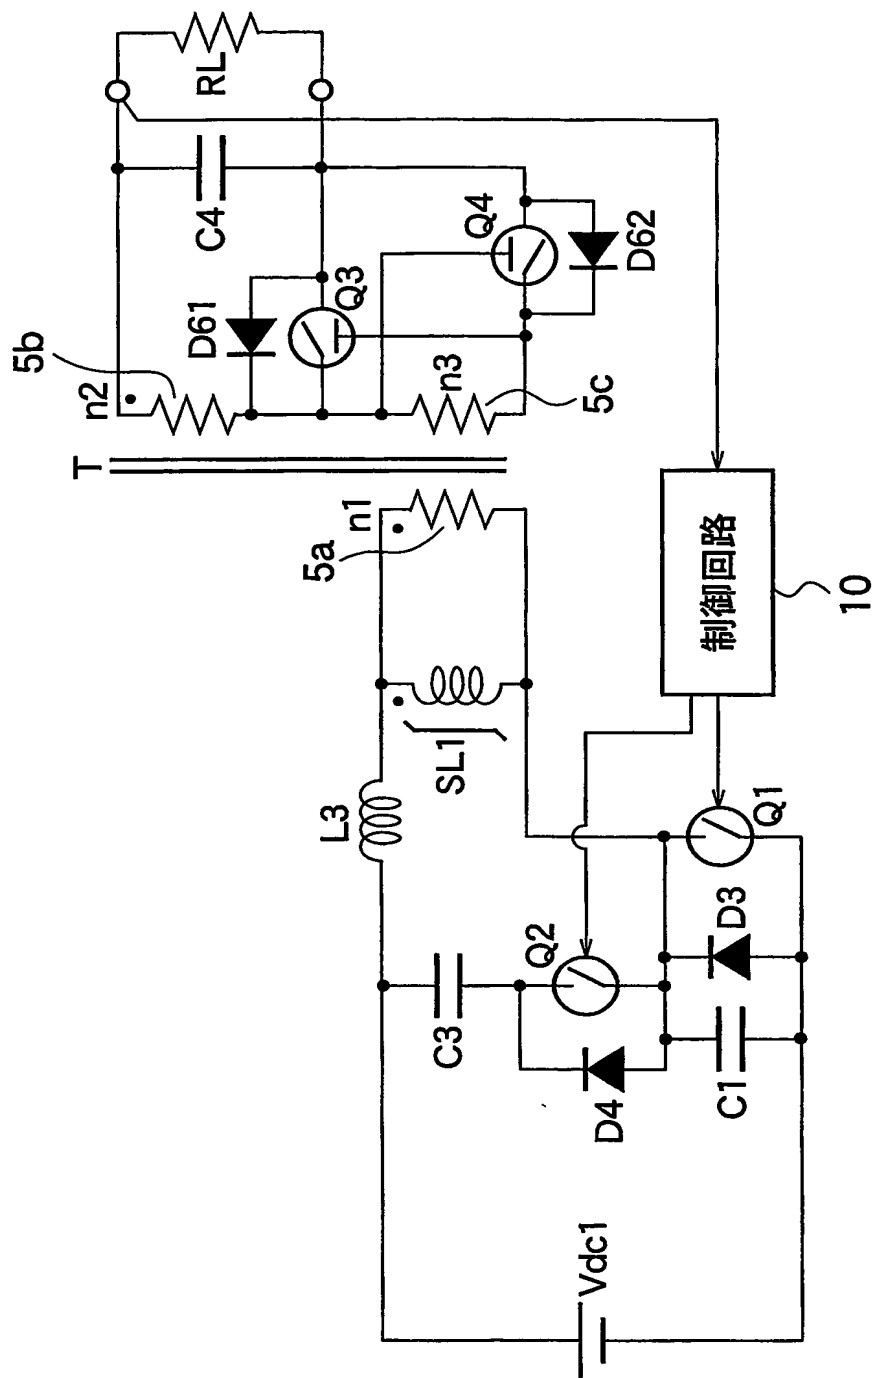 Vdc1
C3
D4
C1
Q2
D3
Q1
L3
SL1
5a
n1
T
制御回路
10
5b
n2
D61
Q3
n3
5c
C4
Q4
D62
RL